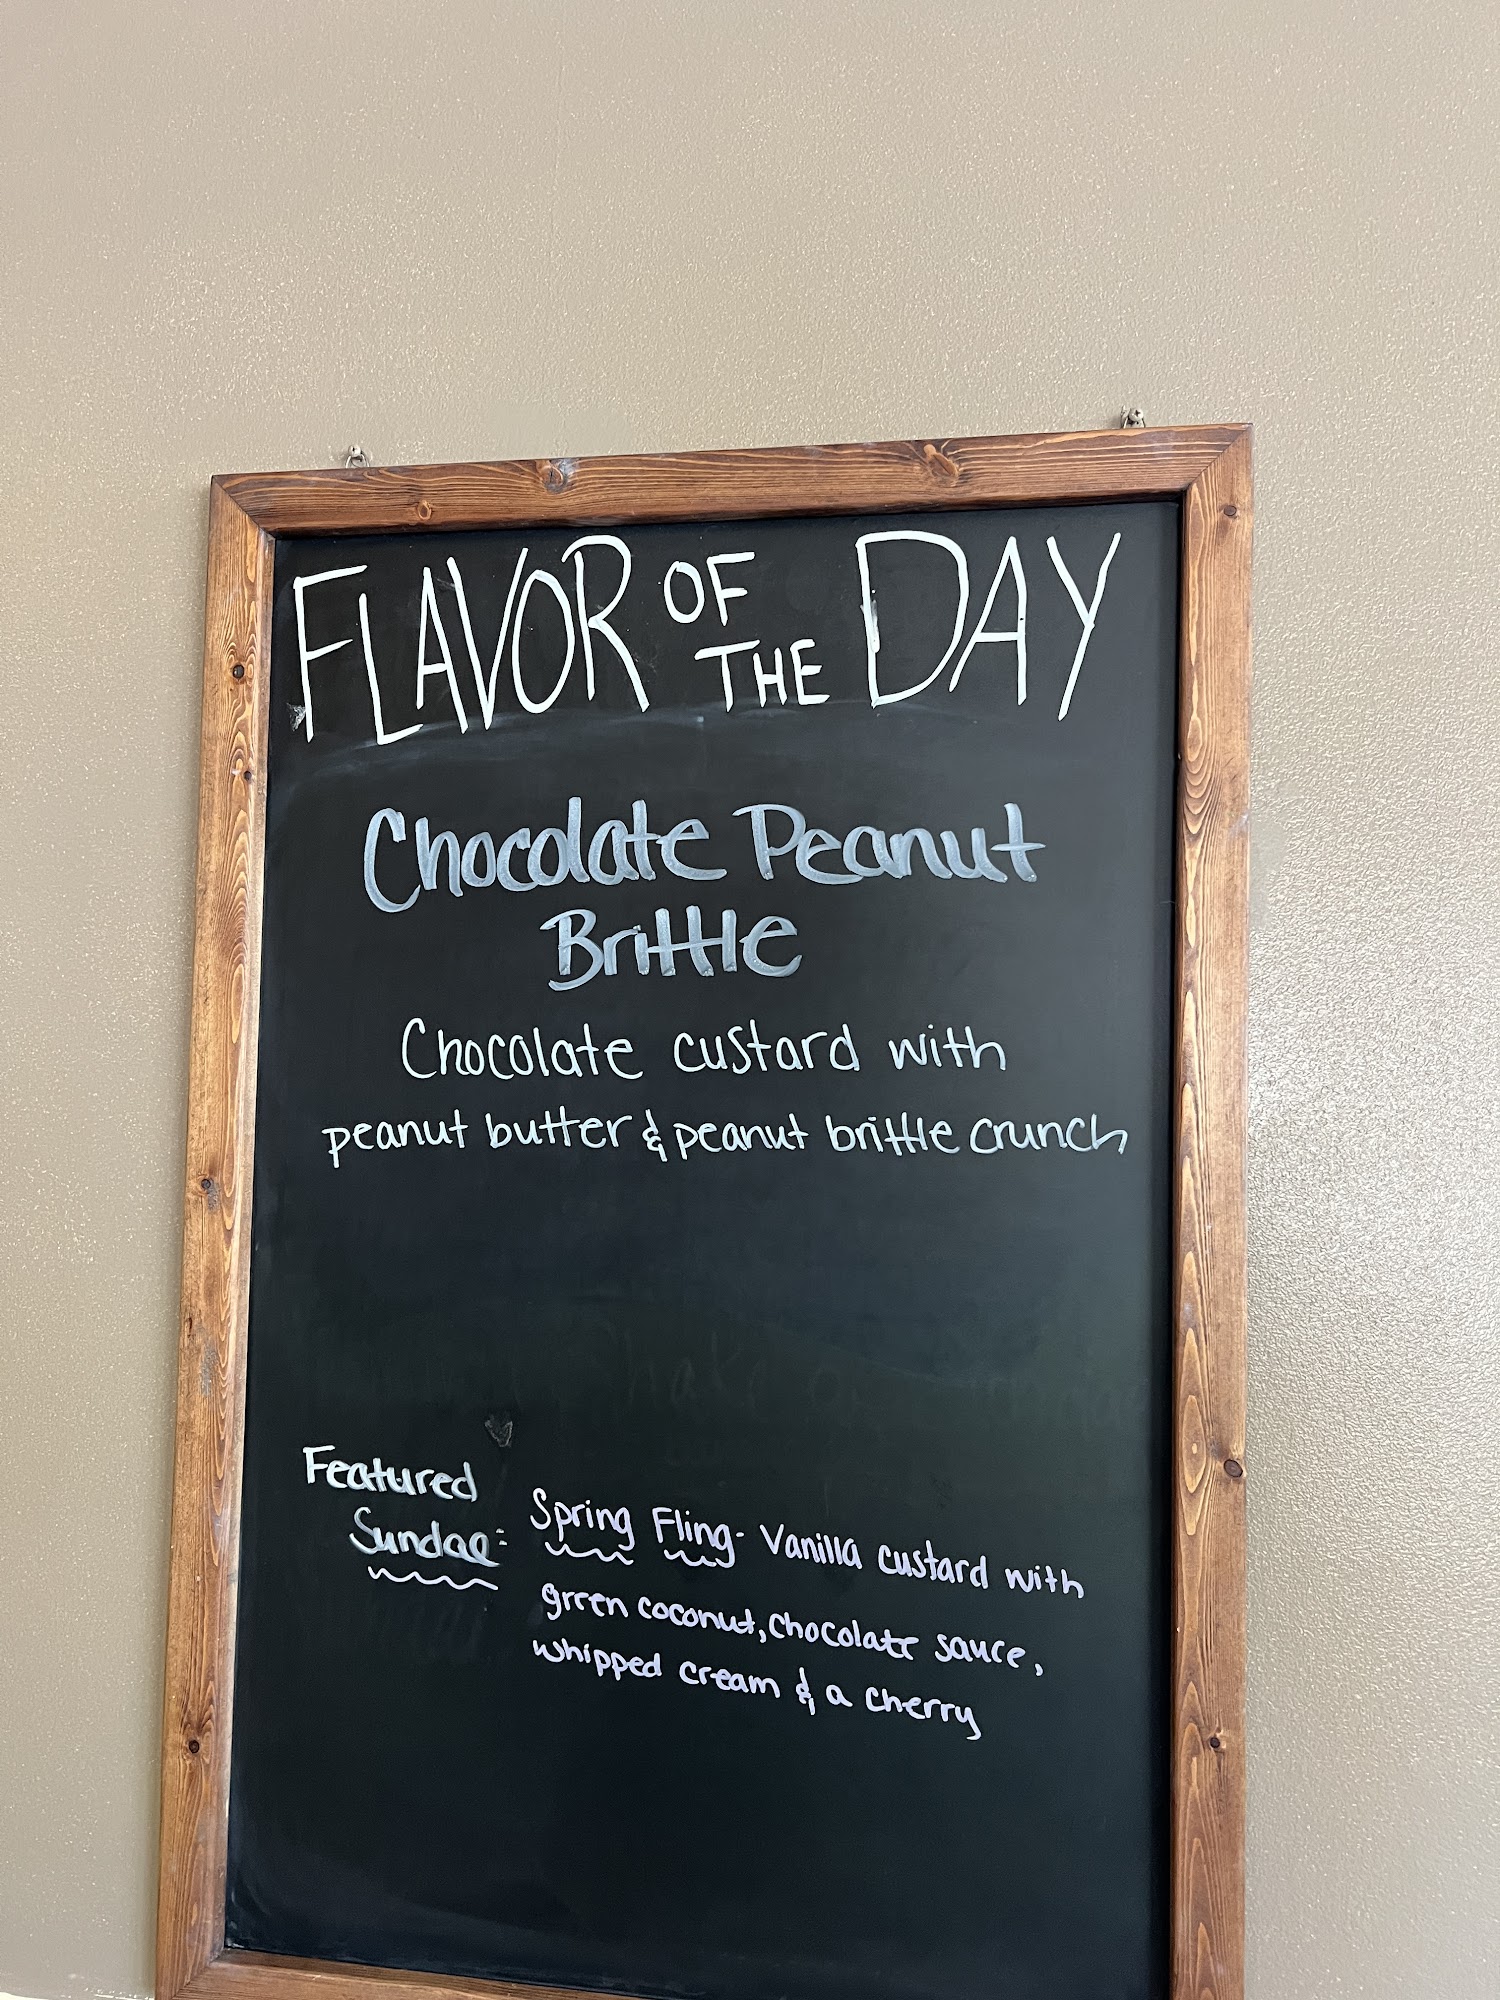 FLAVOR OF THE DAY
Chocolate Peanut
Brittle
Chocolate custard with
peanut butter & peanut brittle crunch
Featured
Sundae:
Spring Fling- Vanilla custard with
green coconut, chocolate sauce,
whipped cream & a cherry